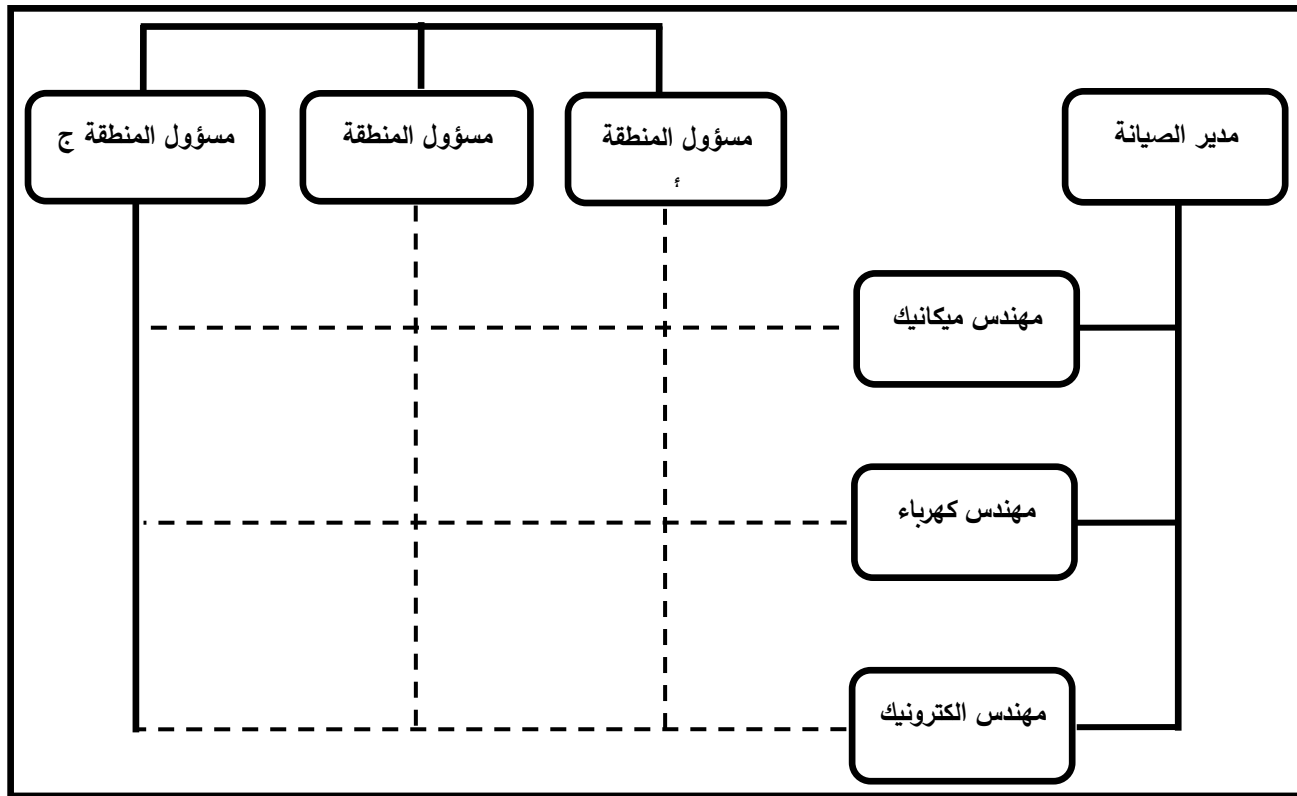 مدير الصيانة
مسؤول المنطقة
أ
مسؤول المنطقة
مسؤول المنطقة ج
مهندس ميكانيك
مهندس كهرباء
مهندس الكترونيك